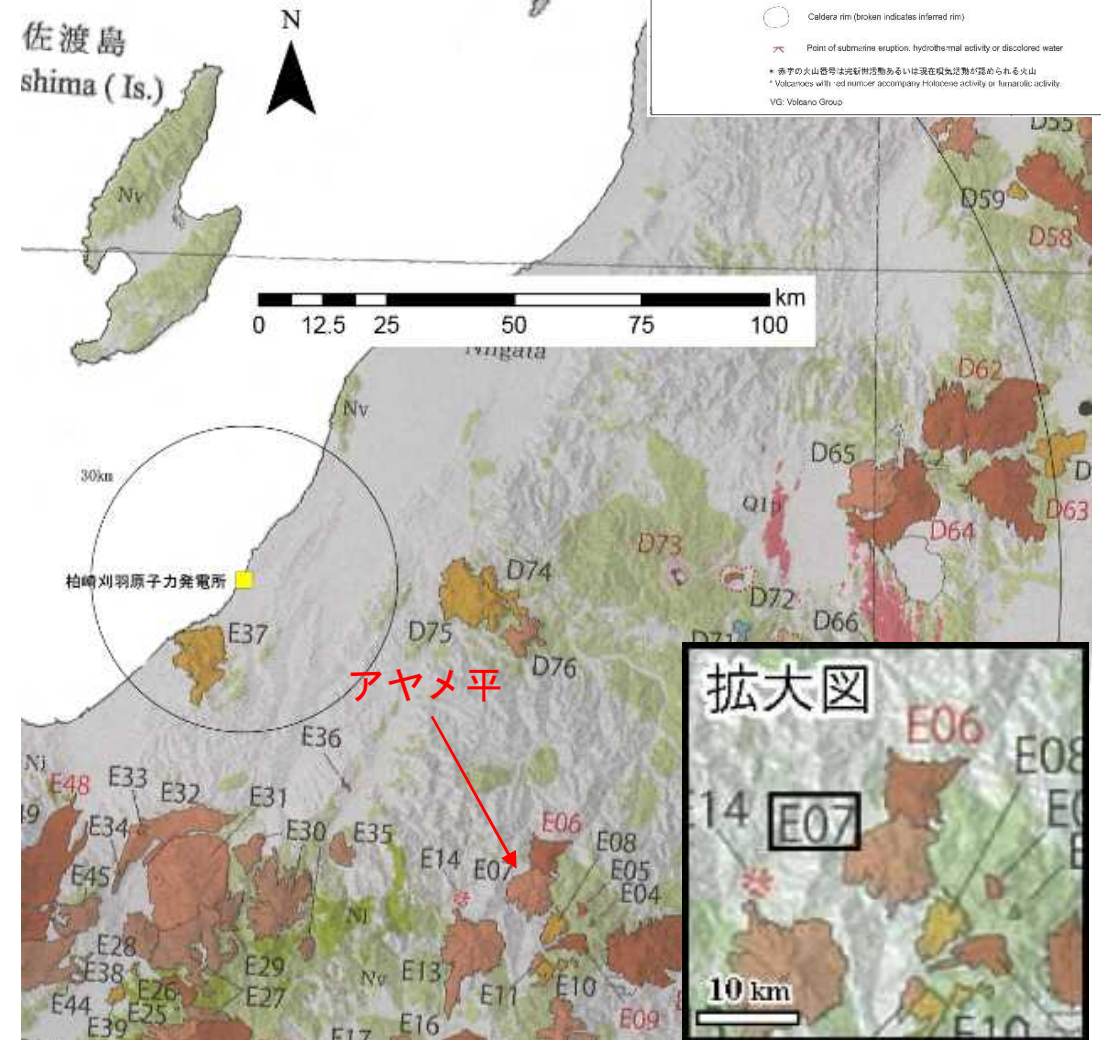 佐渡島
shima ( Is.)
N
Caldera rim (broken indicates inferred rim)
Point of submarine eruption, hydrothermal activity or discolored water
* 赤字の火山番号は完新世活動あるいは現在噴気活動が認められる火山
* Volcanoes with red number accompany Holocene activity or fumarolic activity.
VG: Volcano Group
Nv
D55
D59
D58
km
0 12.5 25 50 75 100
Niigata
Nv
D62
D65
D
D63
D64
30km
Q1p
D73
D72
D74
柏崎刈羽原子力発電所
D66
D71
E37
D75
D76
アヤメ平
E36
Nj
E48
E33
E32
E31
E34
E30
E35
E06
E08
E14
E07
E05
E04
E45
Nj
E28
E38
E29
Nv
E13
E44
E26
E27
E11
E10
E39
E25
E17
E16
E09
拡大図
E06
E08
E14
E07
10 km
E10